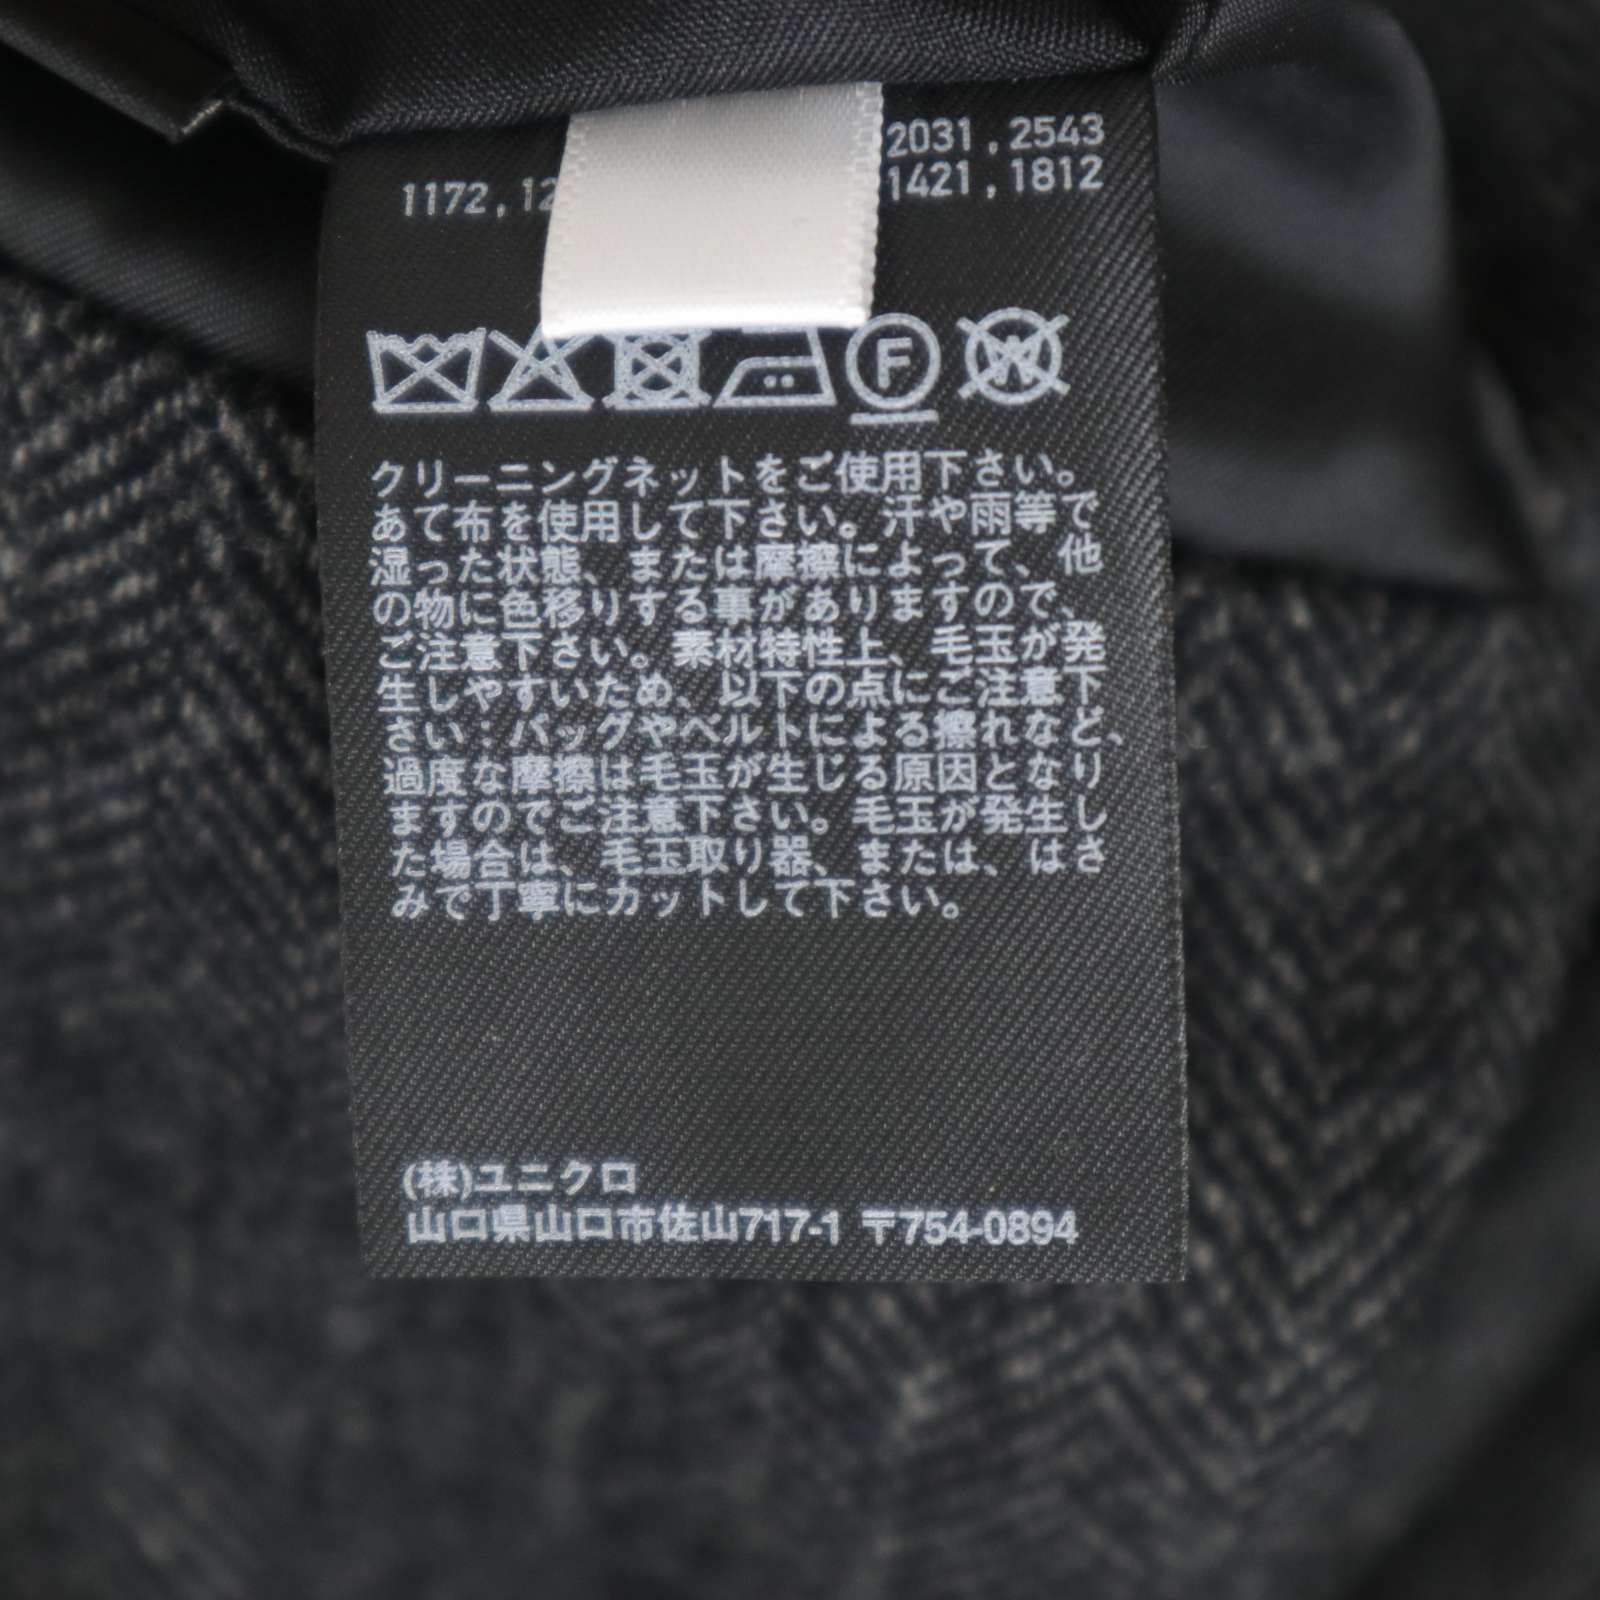 2031,2543
1172,12 1421,1812
F W
クリーニングネットをご使用下さい。
あて布を使用して下さい。汗や雨等で
湿った状態、または摩擦によって、他
の物に色移りする事がありますので、
ご注意下さい。素材特性上、毛玉が発
生しやすいため、以下の点にご注意下
さい:バッグやベルトによる擦れなど、
過度な摩擦は毛玉が生じる原因となり
ますのでご注意下さい。毛玉が発生し
た場合は、毛玉取り器、または、はさ
みで丁寧にカットして下さい。
(株)ユニクロ
山口県山口市佐山717-1 〒754-0894